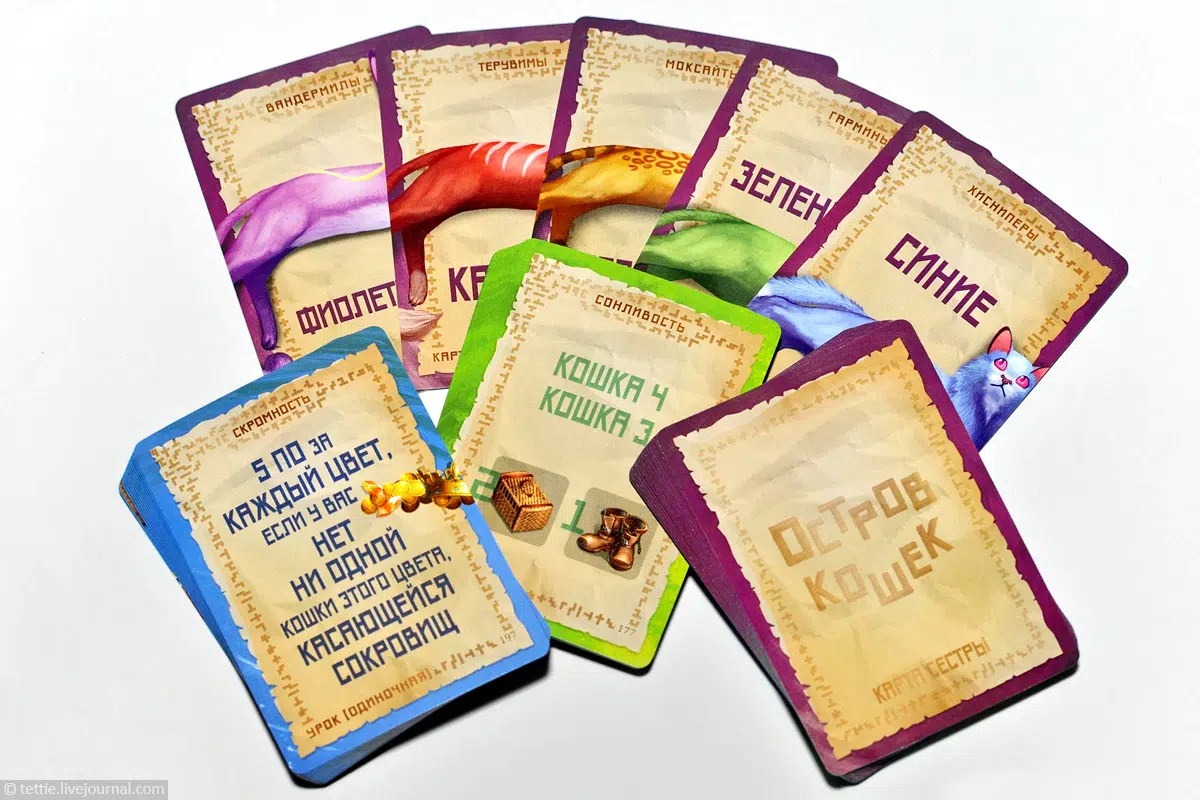 ВАНДЕРМИЛЫ
ФИОЛЕТ
ТЕРУВИМЫ
КА
КАРТ
МОКСАЙТЫ
ГАРМИНЫ
ЗЕЛЕН
ХИСНИПЕРЫ
СИНИЕ
СКРОМНОСТЬ
5 ПО ЗА
КАЖДЫЙ ЦВЕТ,
ЕСЛИ У ВАС
НЕТ
НИ ОДНОЙ
КОШКИ ЭТОГО ЦВЕТА,
КАСАЮЩЕЙСЯ
СОКРОВИЩ
197
УРОК (ОДИНОЧНАЯ)
СОНЛИВОСТЬ
КОШКА 4
КОШКА 3
2
1
177
ОСТРОВ
КОШЕК
КАРТА СЕСТРЫ
© tettie.livejournal.com